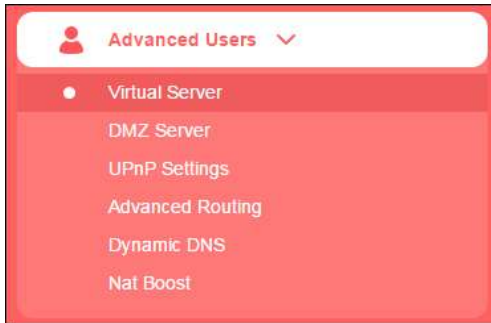 Advanced Users
Virtual Server
DMZ Server
UPnP Settings
Advanced Routing
Dynamic DNS
Nat Boost